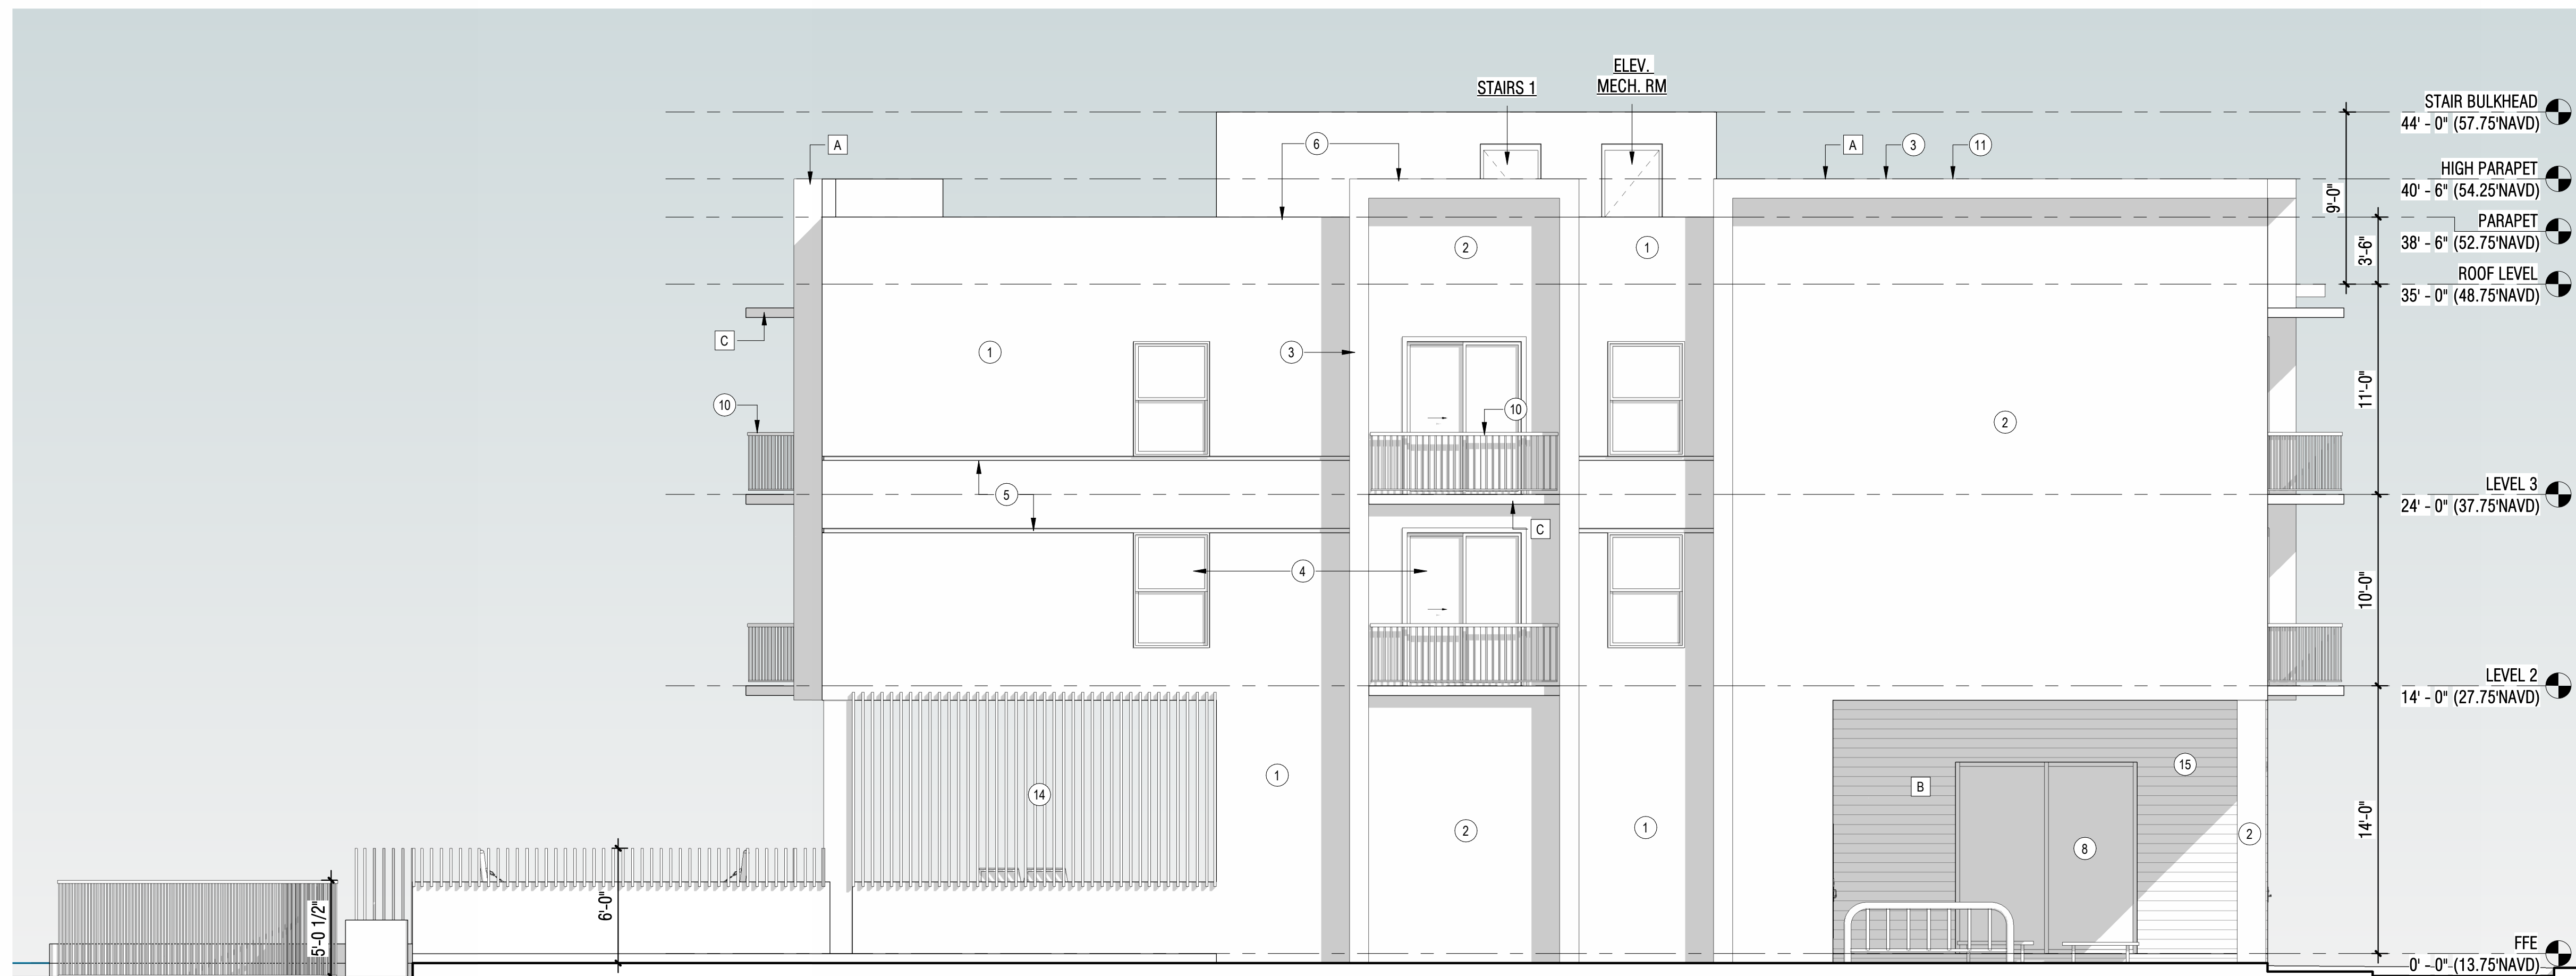 ELEV.
MECH. RM
STAIRS 1
STAIR BULKHEAD
44' - 0" (57.75'NAVD)
A
6
A
3
11
HIGH PARAPET
40' - 6" (54.25'NAVD)
9'-0"
PARAPET
38' - 6" (52.75'NAVD)
3'-6"
2
1
ROOF LEVEL
35' - 0" (48.75'NAVD)
C
1
3
11'-0"
10
10
2
5
LEVEL 3
24' - 0" (37.75'NAVD)
C
4
10'-0"
LEVEL 2
14' - 0" (27.75'NAVD)
14
1
15
B
2
1
2
8
14'-0"
6'-0"
5'-0 1/2"
FFE
0' - 0" (13.75'NAVD)